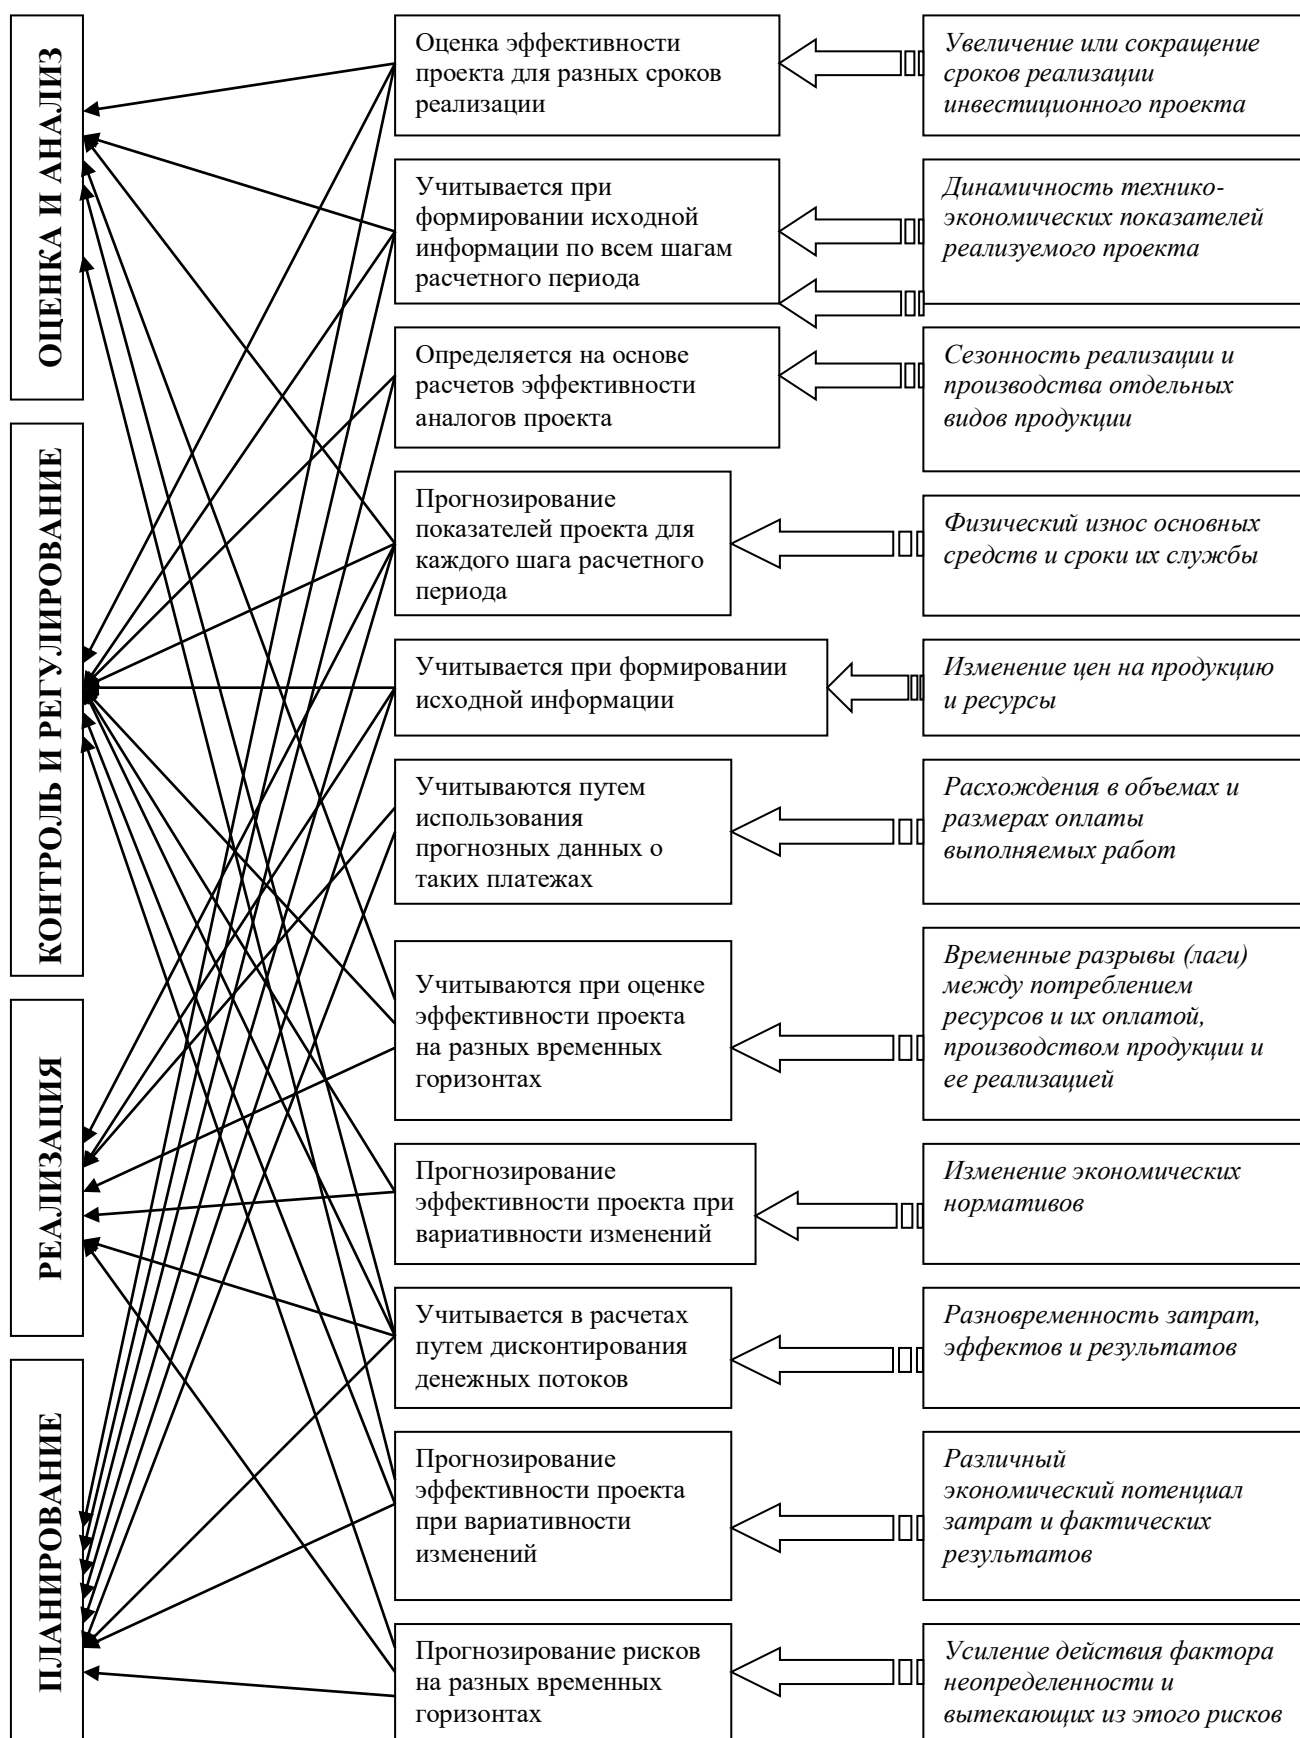 ОЦЕНКА И АНАЛИЗ
КОНТРОЛЬ И РЕГУЛИРОВАНИЕ
РЕАЛИЗАЦИЯ
ПЛАНИРОВАНИЕ
Оценка эффективности
проекта для разных сроков
реализации
Увеличение или сокращение
сроков реализации
инвестиционного проекта
Учитывается при
формировании исходной
информации по всем шагам
расчетного периода
Динамичность технико-
экономических показателей
реализуемого проекта
Определяется на основе
расчетов эффективности
аналогов проекта
Сезонность реализации и
производства отдельных
видов продукции
Прогнозирование
показателей проекта для
каждого шага расчетного
периода
Физический износ основных
средств и сроки их службы
Учитывается при формировании
исходной информации
Изменение цен на продукцию
и ресурсы
Учитываются путем
использования
прогнозных данных о
таких платежах
Расхождения в объемах и
размерах оплаты
выполняемых работ
Учитываются при оценке
эффективности проекта
на разных временных
горизонтах
Временные разрывы (лаги)
между потреблением
ресурсов и их оплатой,
производством продукции и
ее реализацией
Прогнозирование
эффективности проекта при
вариативности изменений
Изменение экономических
нормативов
Учитывается в расчетах
путем дисконтирования
денежных потоков
Разновременность затрат,
эффектов и результатов
Прогнозирование
эффективности проекта
при вариативности
изменений
Различный
экономический потенциал
затрат и фактических
результатов
Прогнозирование рисков
на разных временных
горизонтах
Усиление действия фактора
неопределенности и
вытекающих из этого рисков